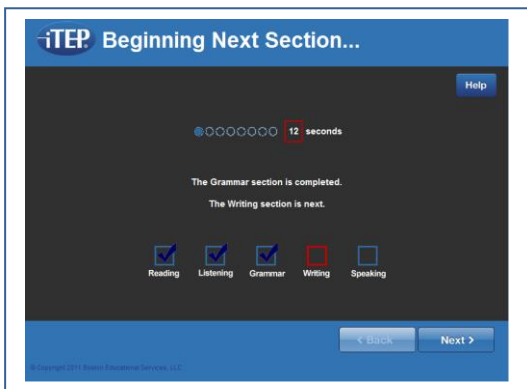 iTEP Beginning Next Section...
Help
12 seconds
The Grammar section is completed.
The Writing section is next.
Reading Listening Grammar Writing Speaking
< Back Next >
© Copyright 2011 Boston Educational Services, LLC